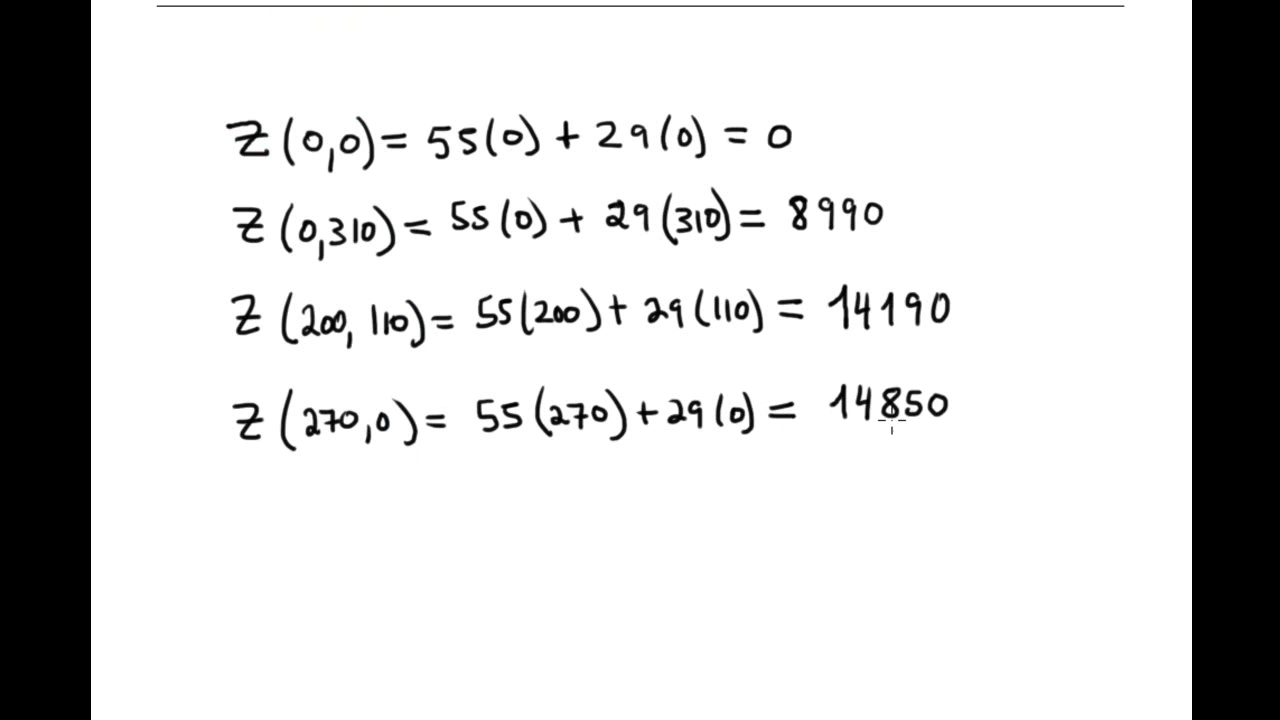 Z(0,0) = 55(0) + 29(0) = 0
Z(0,310) = 55(0) + 29(310) = 8990
Z(200, 110) = 55(200) + 29(110) = 14190
Z(270,0) = 55(270) + 29(0) = 14850